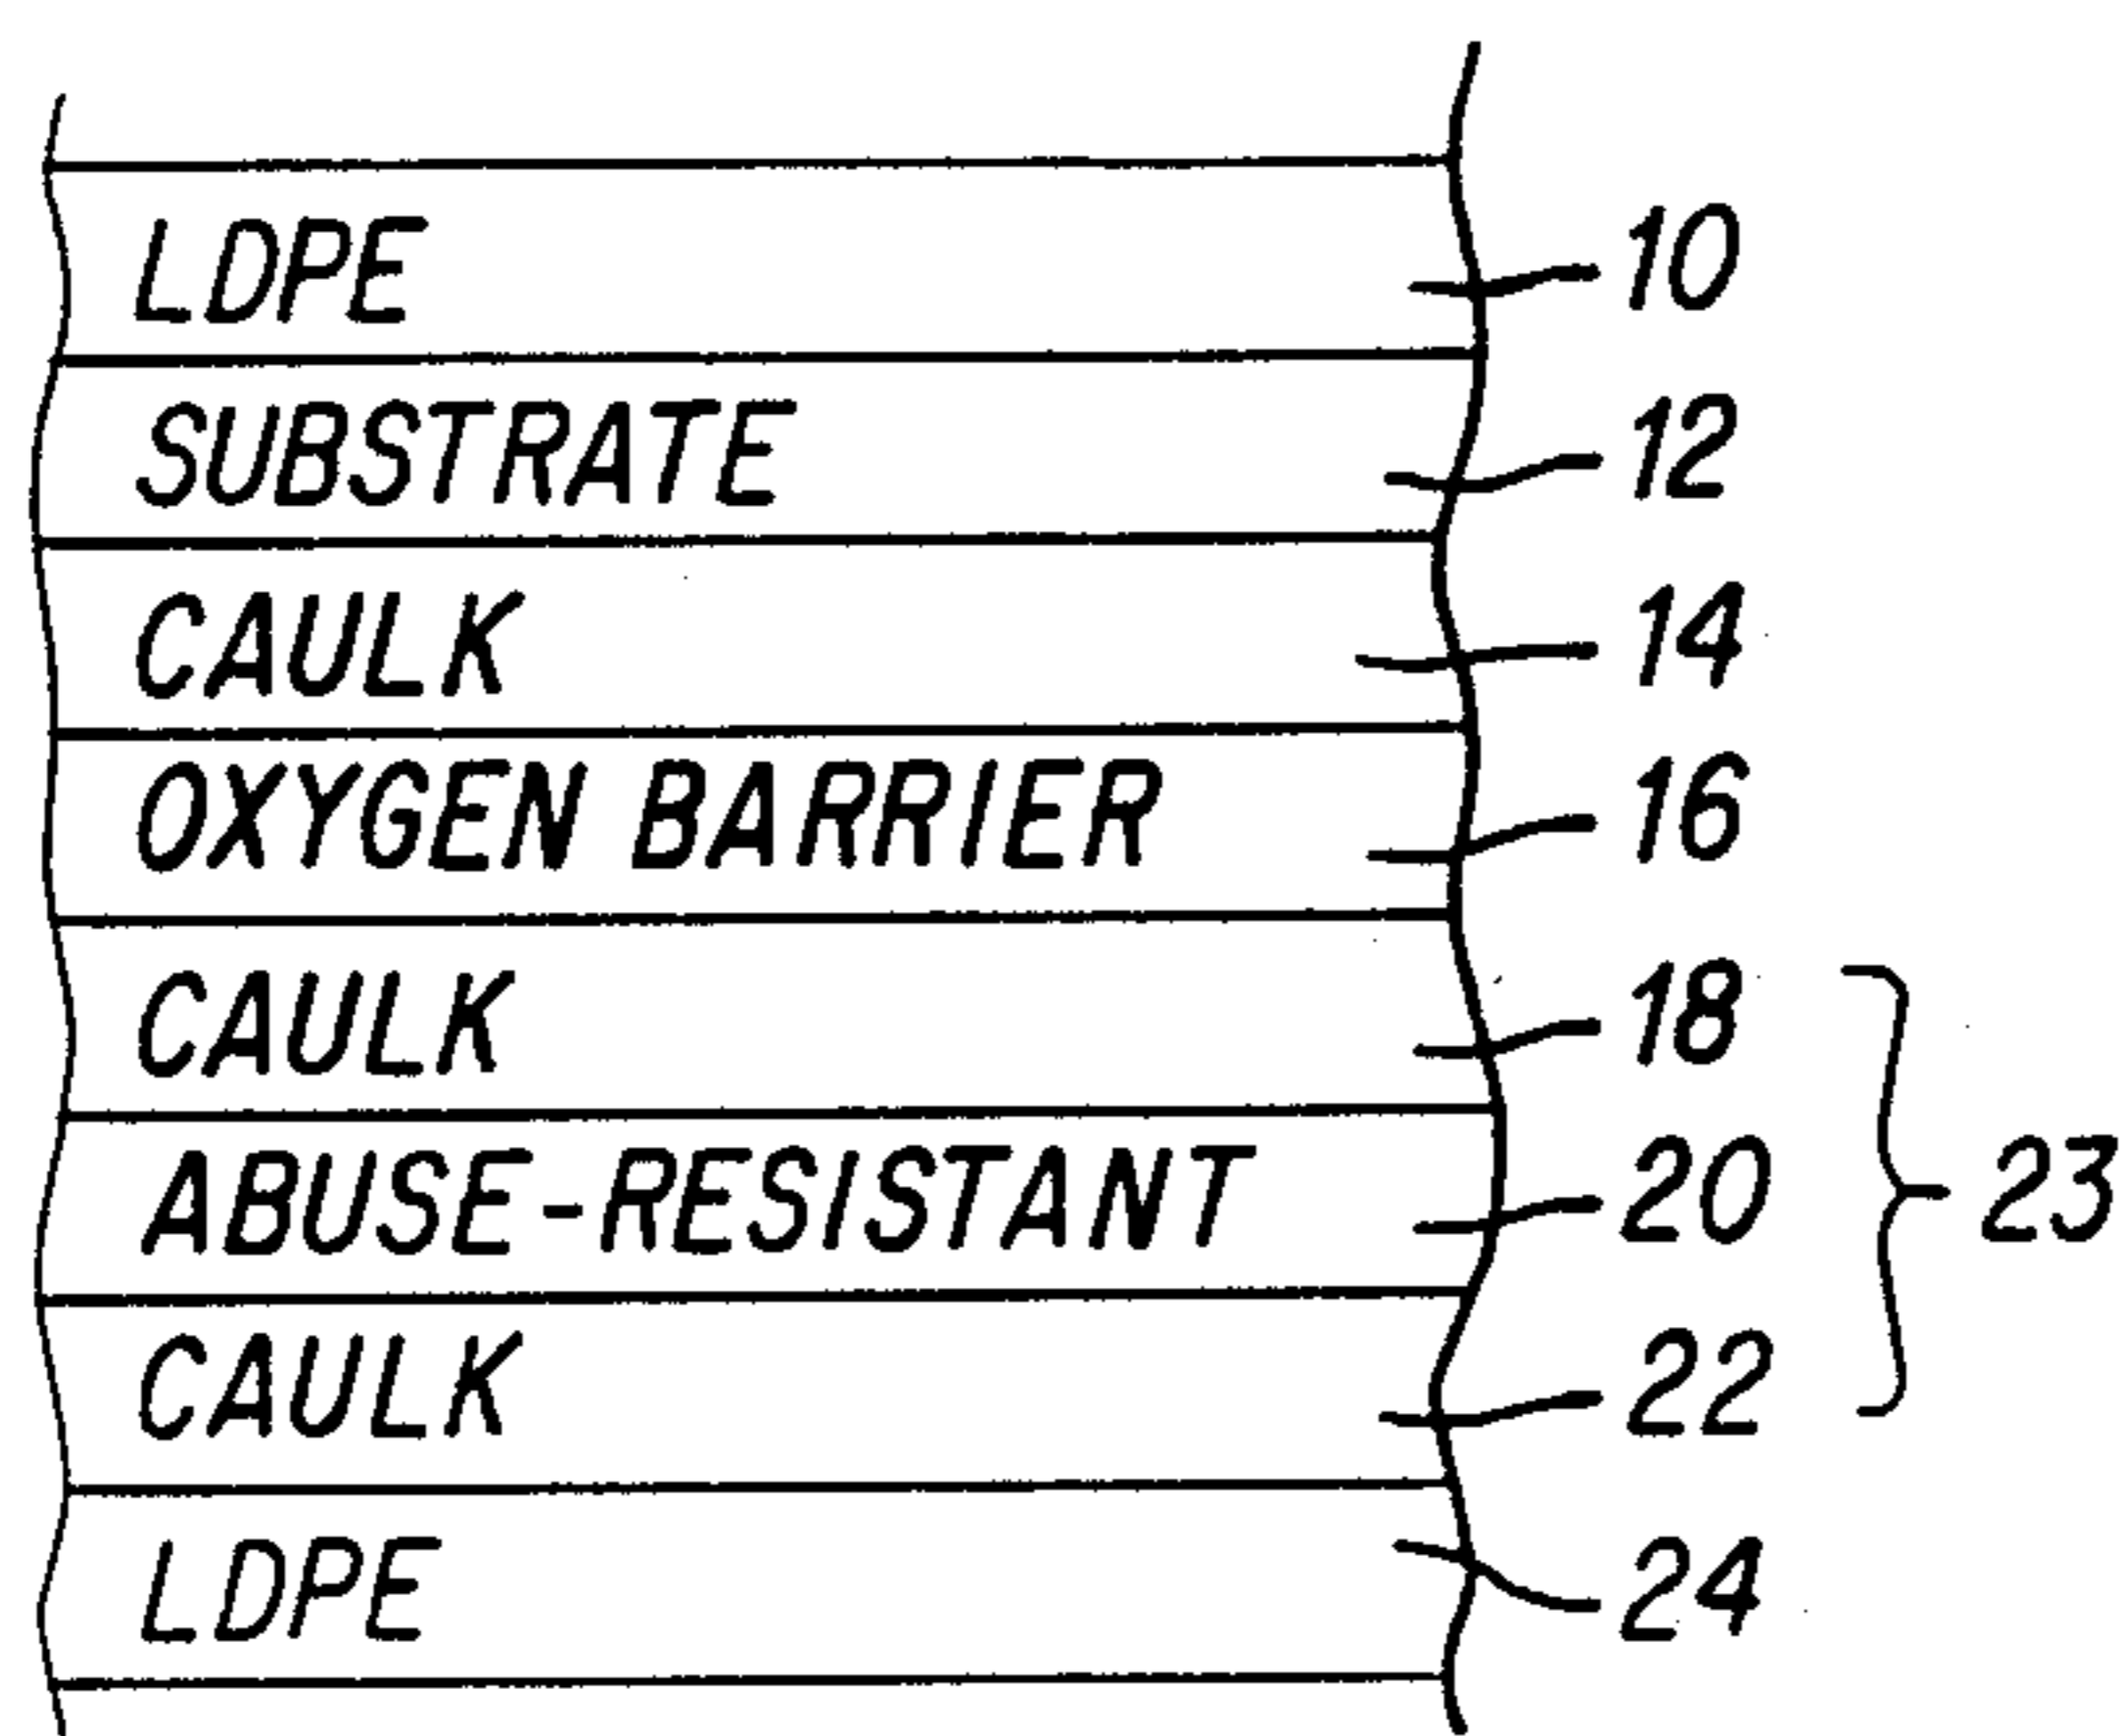 LDPE 10
SUBSTRATE 12
CAULK 14
OXYGEN BARRIER 16
CAULK 18
ABUSE-RESISTANT 20 23
CAULK 22
LDPE 24